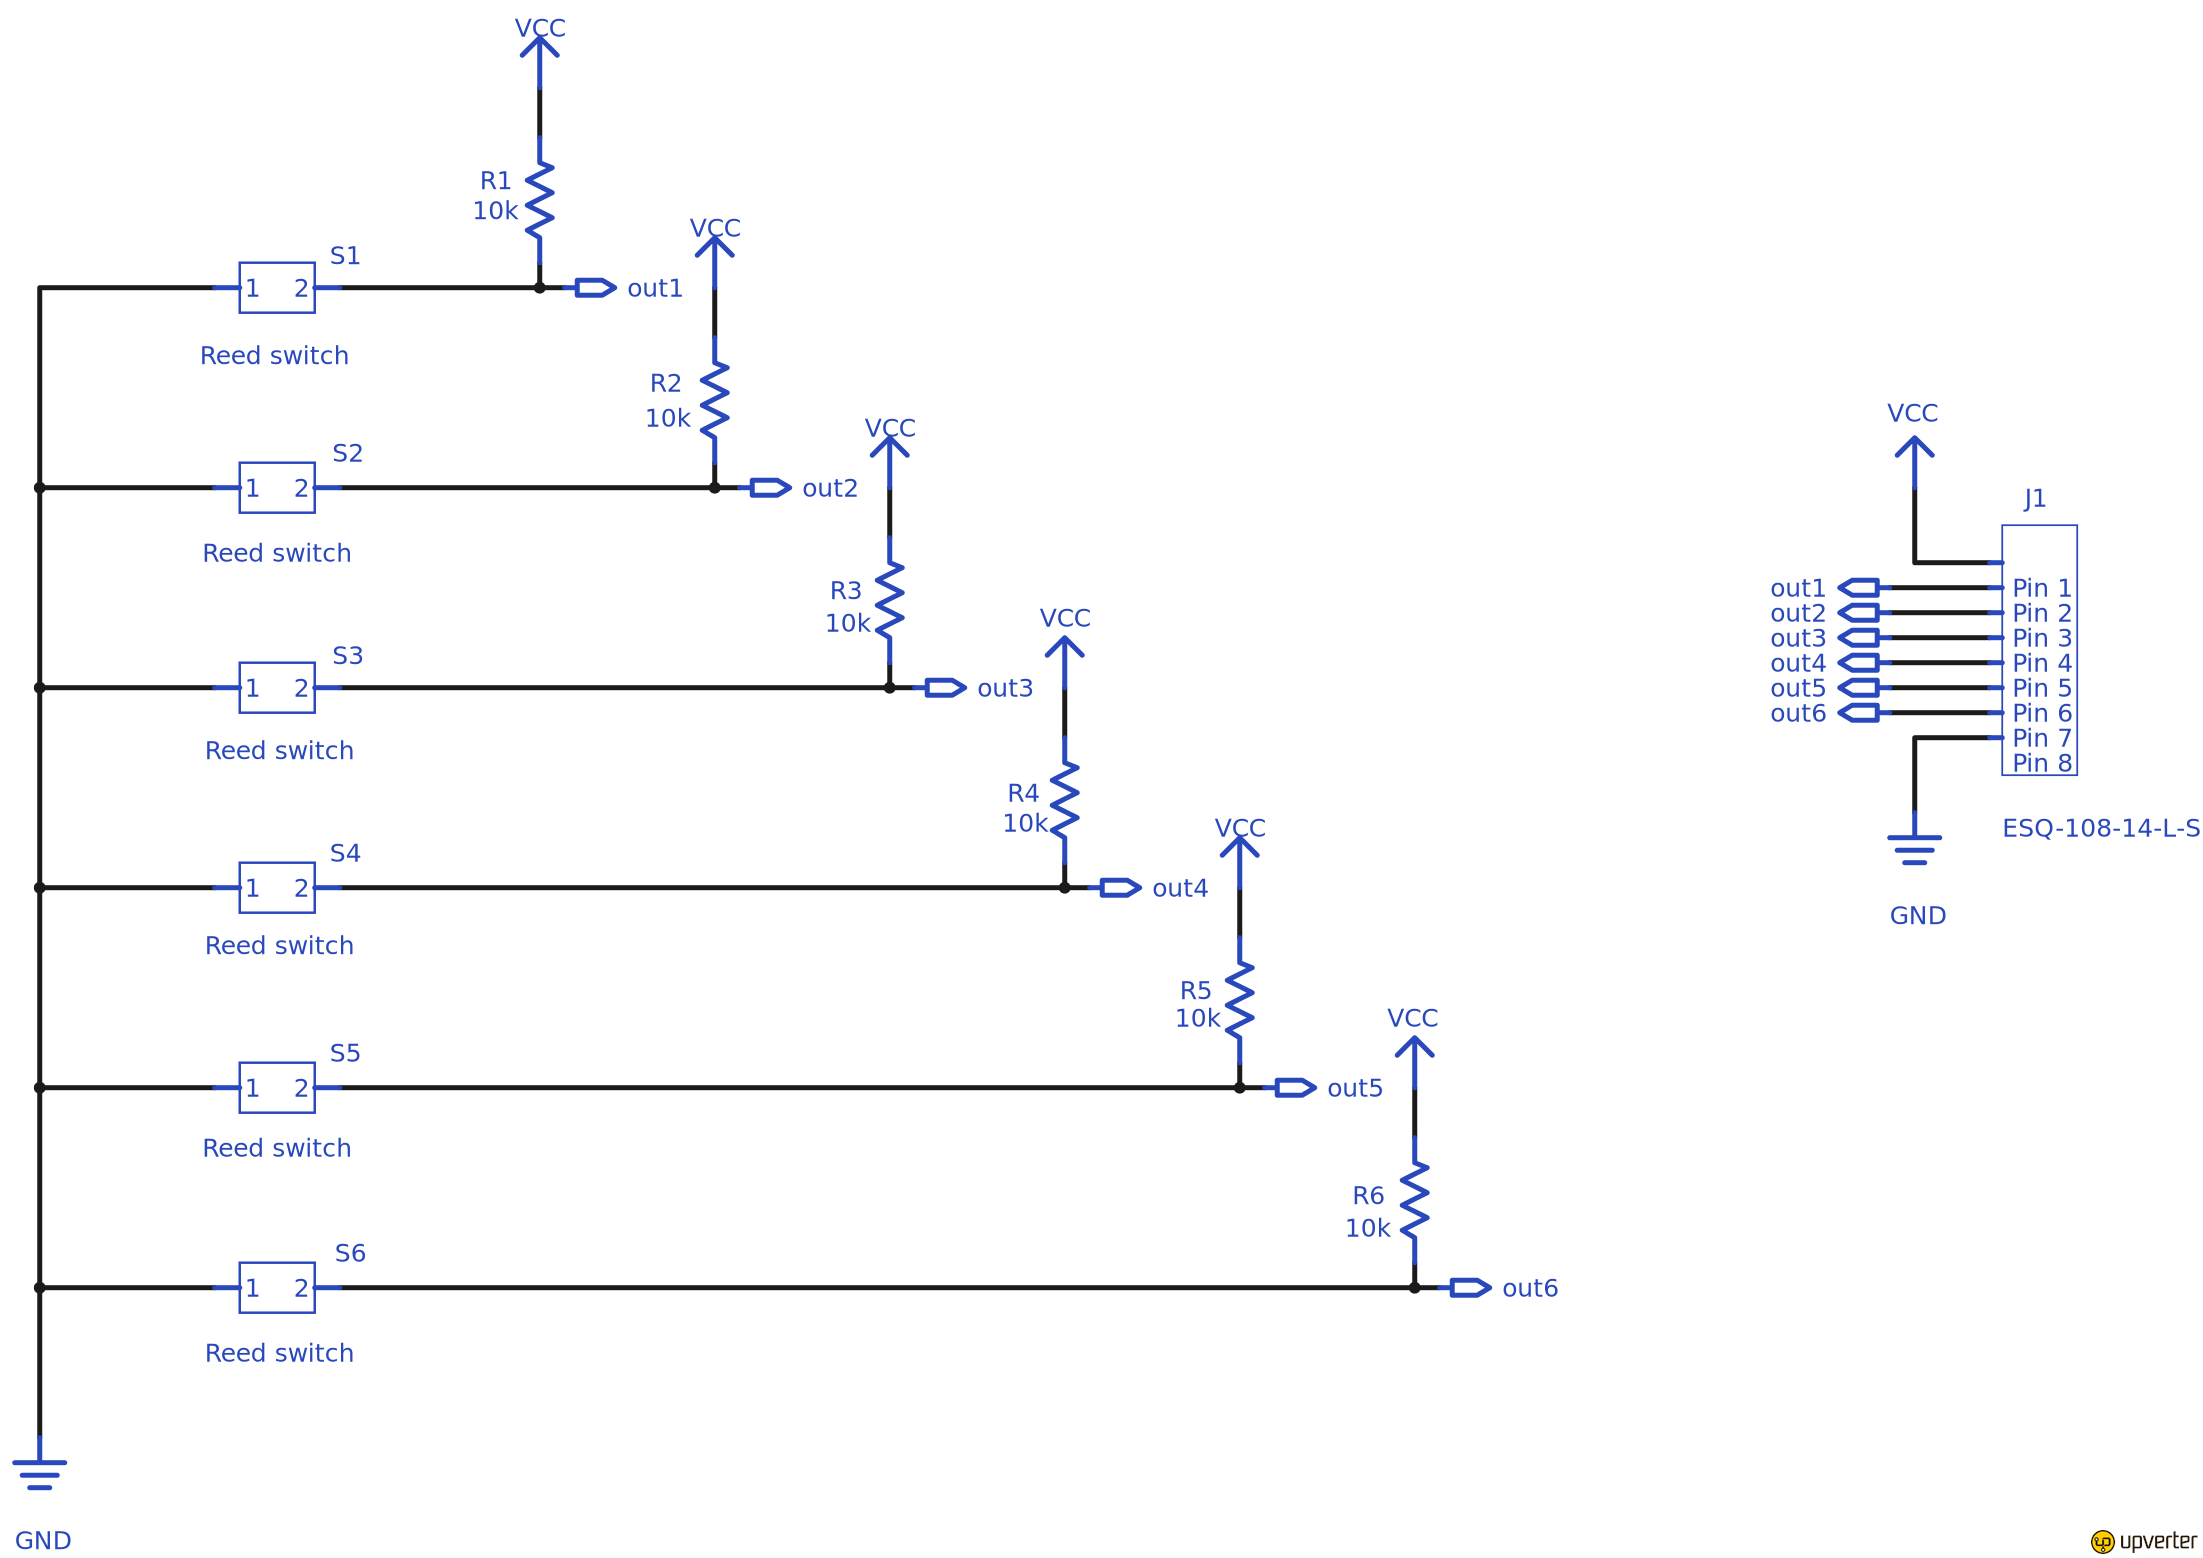 VCC
R1
10k
S1
1 2
out1
Reed switch
VCC
R2
10k
S2
1 2
out2
Reed switch
VCC
R3
10k
S3
1 2
out3
Reed switch
VCC
R4
10k
S4
1 2
out4
Reed switch
VCC
R5
10k
S5
1 2
out5
Reed switch
VCC
R6
10k
S6
1 2
out6
Reed switch
GND
VCC
J1
out1 Pin 1
out2 Pin 2
out3 Pin 3
out4 Pin 4
out5 Pin 5
out6 Pin 6
Pin 7
Pin 8
ESQ-108-14-L-S
GND
upverter